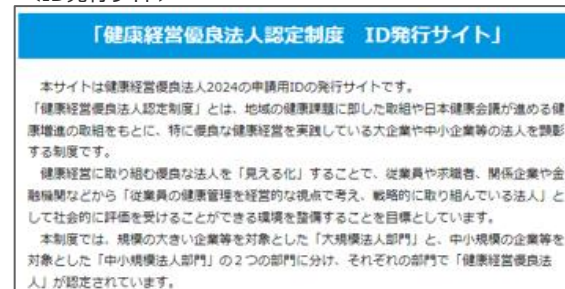 「健康経営優良法人認定制度　ID発行サイト」
本サイトは健康経営優良法人2024の申請用IDの発行サイトです。
「健康経営優良法人認定制度」とは、地域の健康課題に即した取組や日本健康会議が進める健
康増進の取組をもとに、特に優良な健康経営を実践している大企業や中小企業等の法人を顕彰
する制度です。
健康経営に取り組む優良な法人を「見える化」することで、従業員や求職者、関係企業や金
融機関などから「従業員の健康管理を経営的な視点で考え、戦略的に取り組んでいる法人」と
して社会的に評価を受けることができる環境を整備することを目標としています。
本制度では、規模の大きい企業等を対象とした「大規模法人部門」と、中小規模の企業等を
対象とした「中小規模法人部門」の２つの部門に分け、それぞれの部門で「健康経営優良法
人」が認定されています。